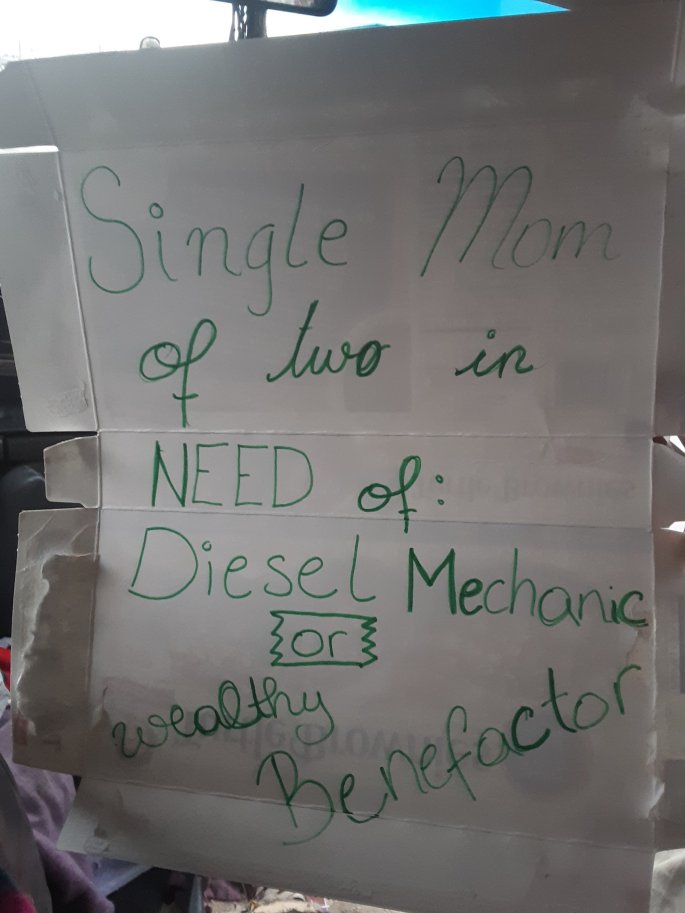 Single Mom
of two in
NEED of:
Diesel Mechanic
or
wealthy
Benefactor